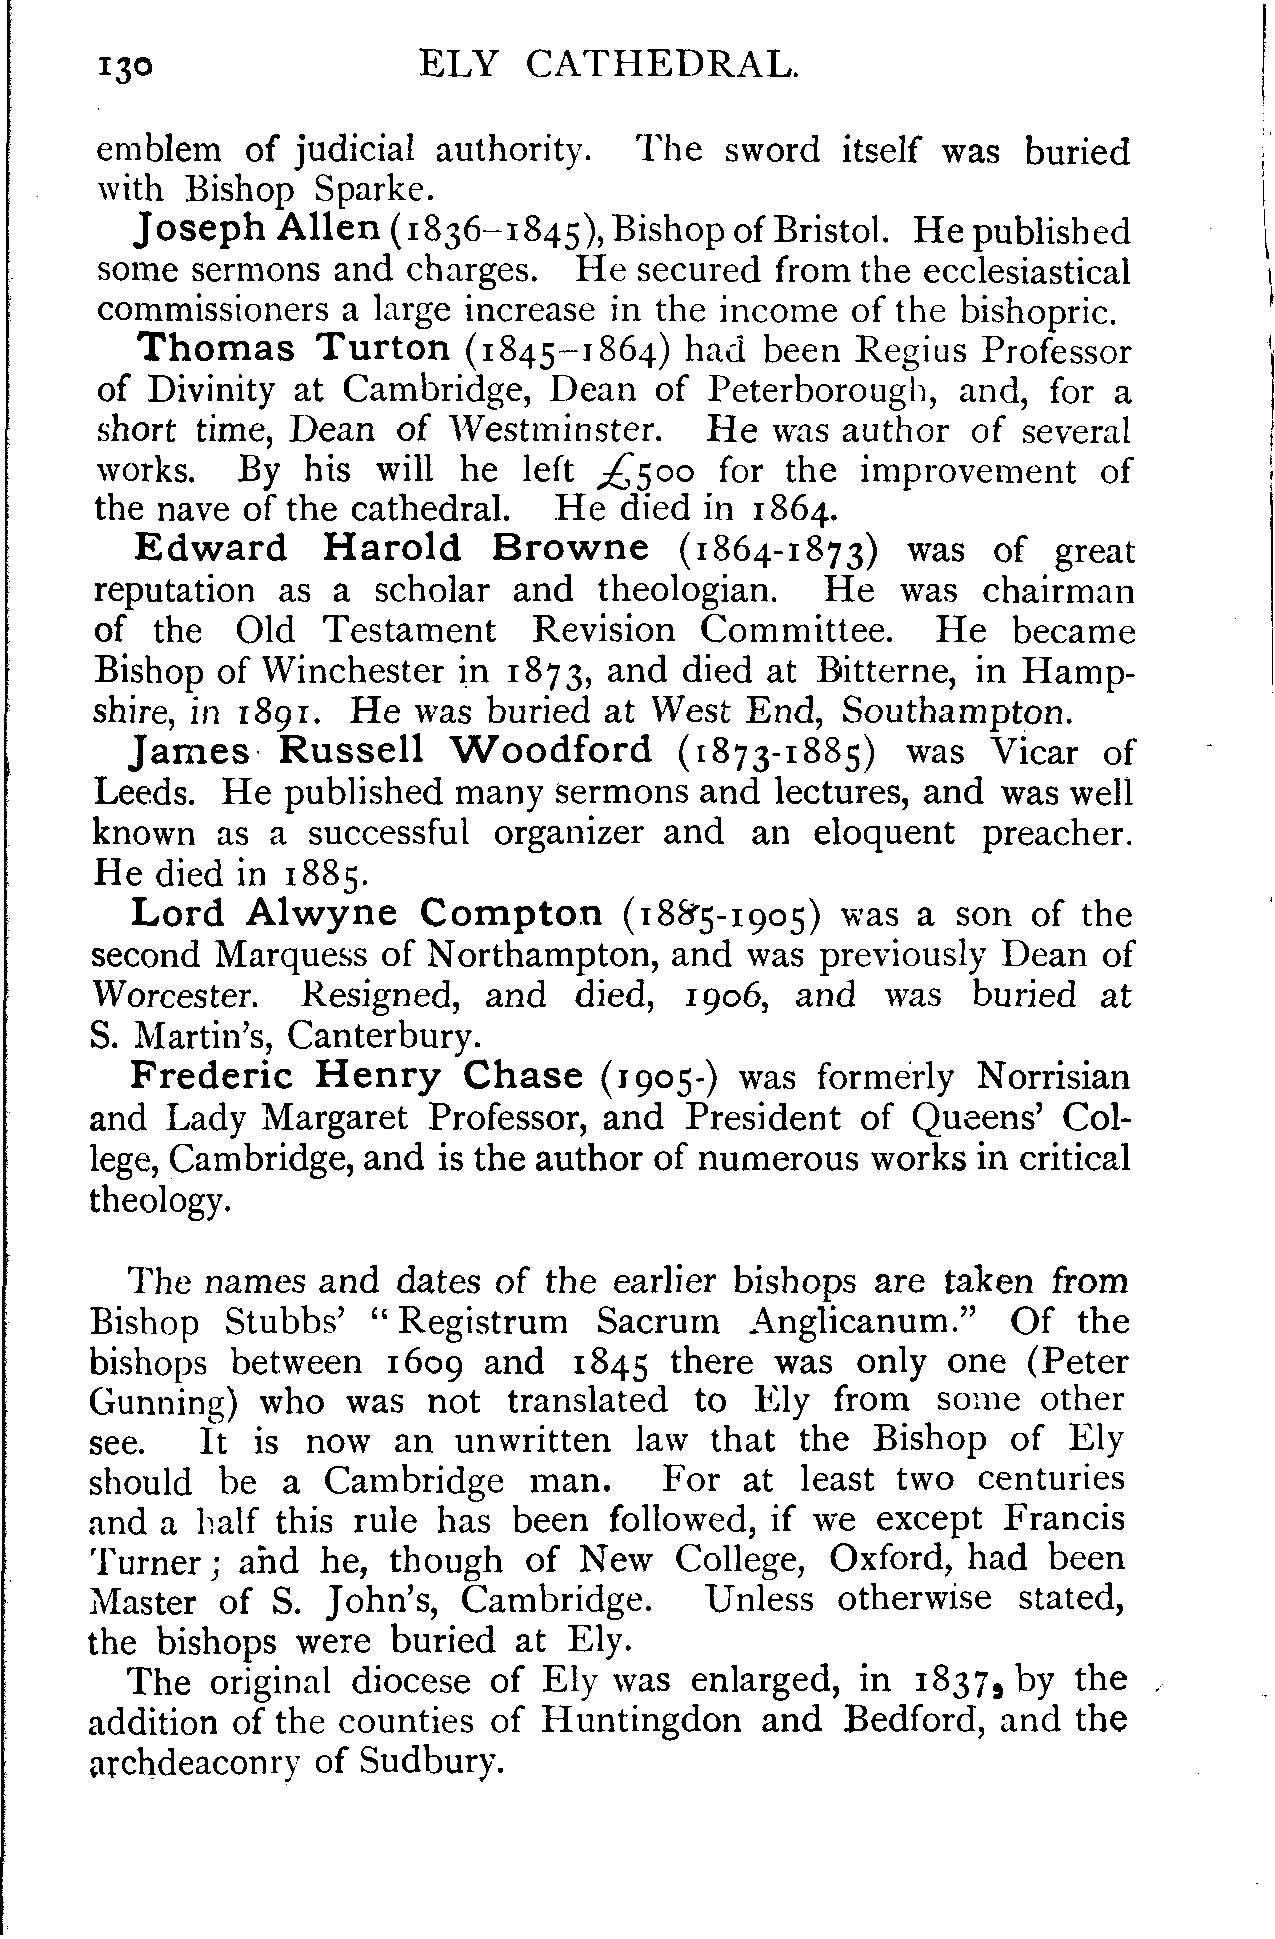 130 ELY CATHEDRAL.
emblem of judicial authority. The sword itself was buried
with Bishop Sparke.
Joseph Allen (1836–1845), Bishop of Bristol. He published
some sermons and charges. He secured from the ecclesiastical
commissioners a large increase in the income of the bishopric.
Thomas Turton (1845–1864) had been Regius Professor
of Divinity at Cambridge, Dean of Peterborough, and, for a
short time, Dean of Westminster. He was author of several
works. By his will he left £500 for the improvement of
the nave of the cathedral. He died in 1864.
Edward Harold Browne (1864-1873) was of great
reputation as a scholar and theologian. He was chairman
of the Old Testament Revision Committee. He became
Bishop of Winchester in 1873, and died at Bitterne, in Hamp-
shire, in 1891. He was buried at West End, Southampton.
James Russell Woodford (1873-1885) was Vicar of
Leeds. He published many sermons and lectures, and was well
known as a successful organizer and an eloquent preacher.
He died in 1885.
Lord Alwyne Compton (1885-1905) was a son of the
second Marquess of Northampton, and was previously Dean of
Worcester. Resigned, and died, 1906, and was buried at
S. Martin's, Canterbury.
Frederic Henry Chase (1905-) was formerly Norrisian
and Lady Margaret Professor, and President of Queens' Col-
lege, Cambridge, and is the author of numerous works in critical
theology.
The names and dates of the earlier bishops are taken from
Bishop Stubbs' "Registrum Sacrum Anglicanum." Of the
bishops between 1609 and 1845 there was only one (Peter
Gunning) who was not translated to Ely from some other
see. It is now an unwritten law that the Bishop of Ely
should be a Cambridge man. For at least two centuries
and a half this rule has been followed, if we except Francis
Turner; and he, though of New College, Oxford, had been
Master of S. John's, Cambridge. Unless otherwise stated,
the bishops were buried at Ely.
The original diocese of Ely was enlarged, in 1837, by the
addition of the counties of Huntingdon and Bedford, and the
archdeaconry of Sudbury.